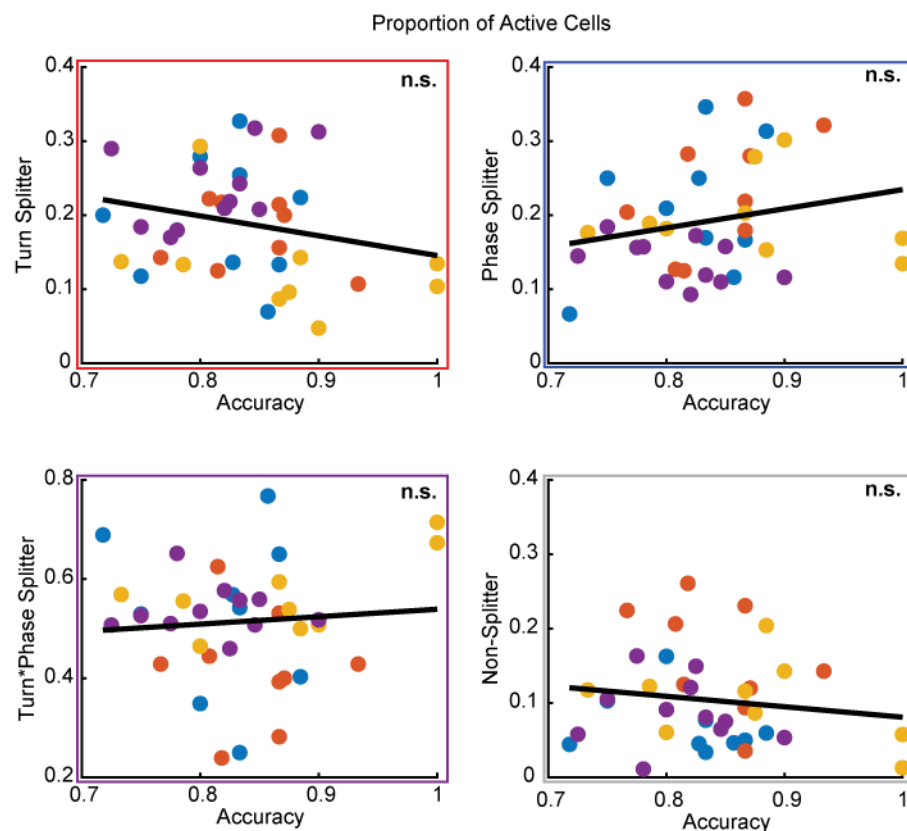 Proportion of Active Cells
n.s.
0.4
0.3
0.2
0.1
0
Turn Splitter
0.7 0.8 0.9 1
Accuracy
n.s.
0.4
0.3
0.2
0.1
0
Phase Splitter
0.7 0.8 0.9 1
Accuracy
n.s.
0.8
0.6
0.4
0.2
Turn*Phase Splitter
0.7 0.8 0.9 1
Accuracy
n.s.
0.4
0.3
0.2
0.1
0
Non-Splitter
0.7 0.8 0.9 1
Accuracy